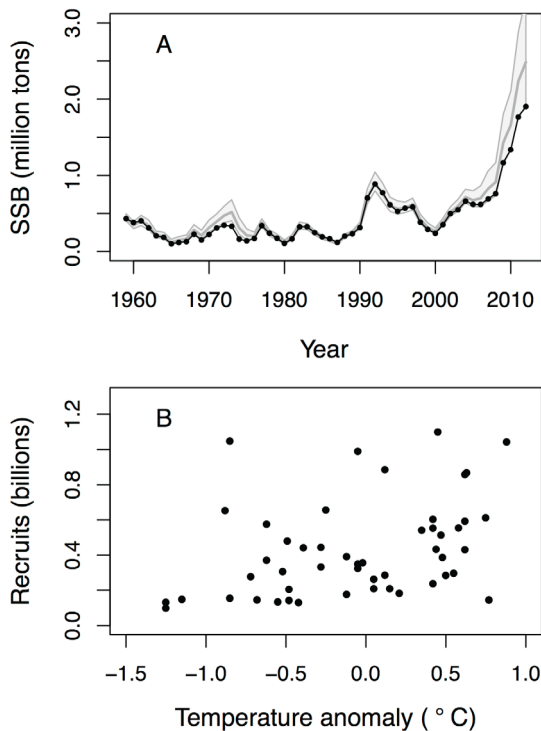 A
SSB (million tons)
3.0
2.0
1.0
0.0
1960 1970 1980 1990 2000 2010
Year
B
Recruits (billions)
1.2
0.8
0.4
0.0
−1.5 −1.0 −0.5 0.0 0.5 1.0
Temperature anomaly ( ° C)